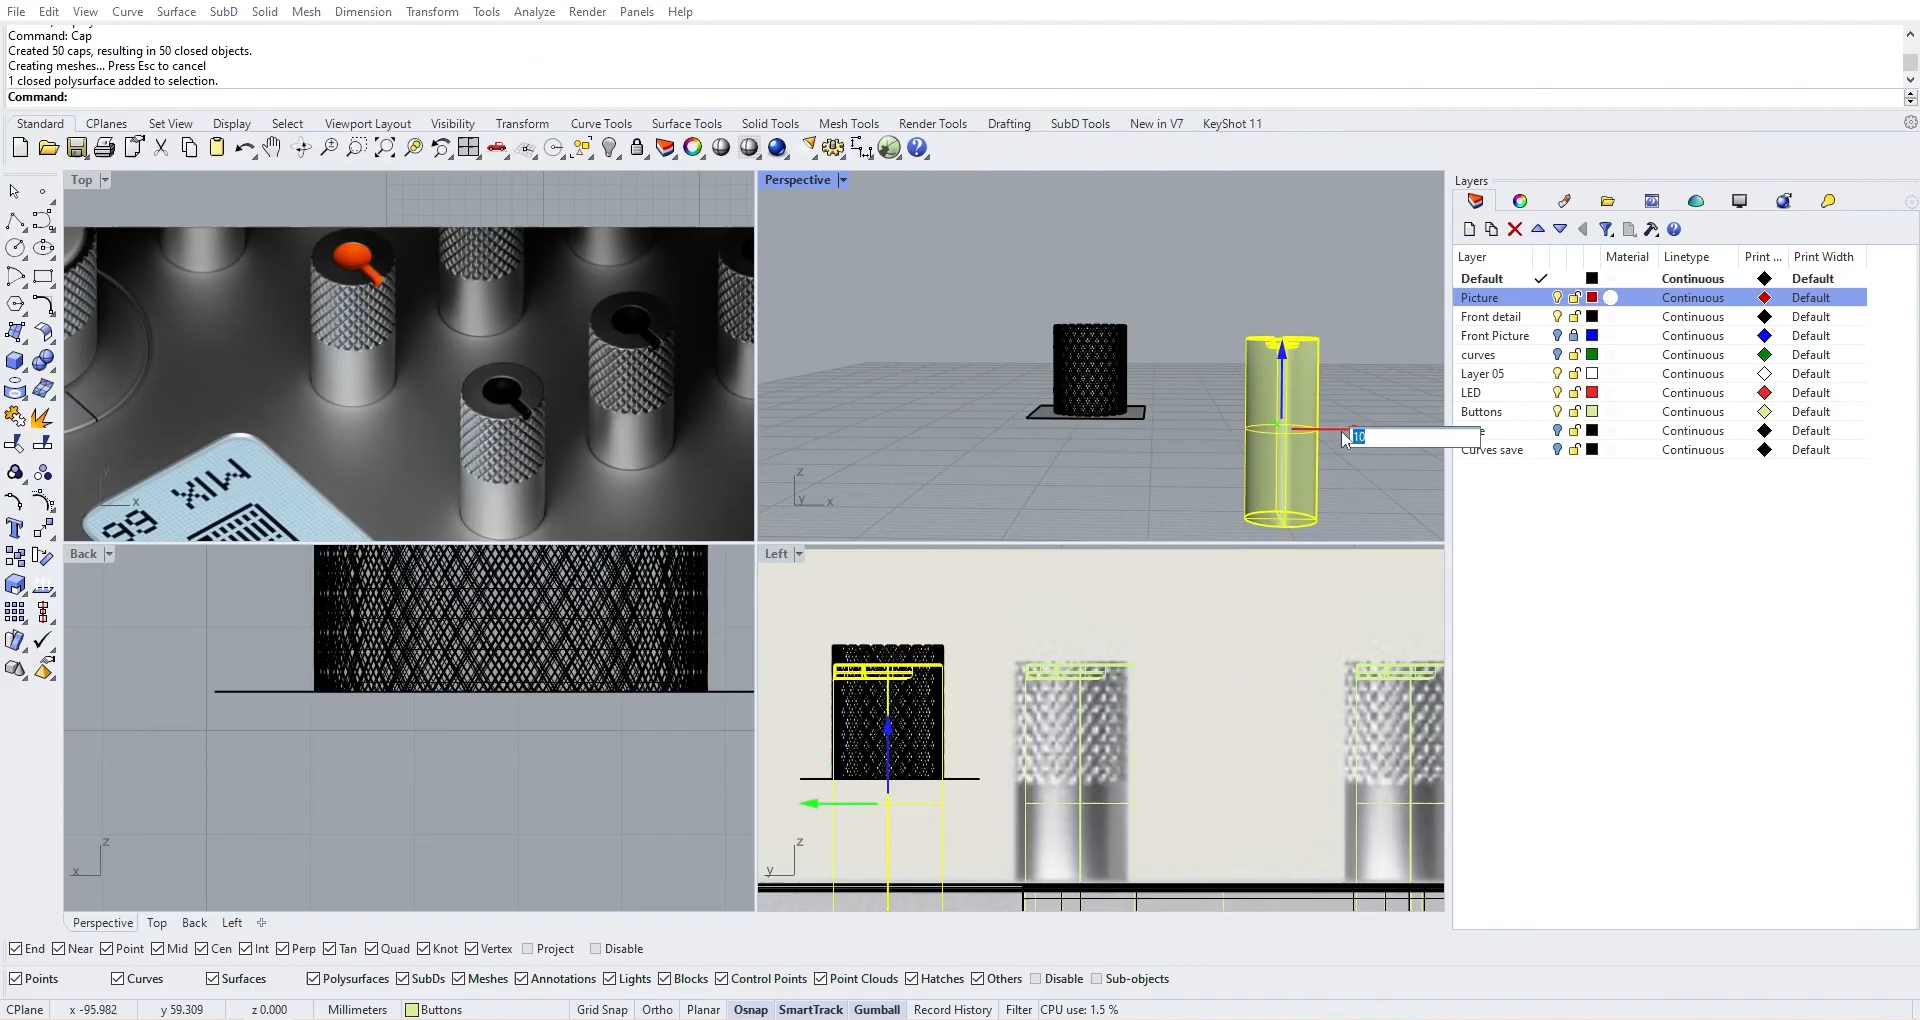 File Edit View Curve Surface SubD Solid Mesh Dimension Transform Tools Analyze Render Panels Help
Command: Cap
Created 50 caps, resulting in 50 closed objects.
Creating meshes... Press Esc to cancel
1 closed polysurface added to selection.
Command:
Standard CPlanes Set View Display Select Viewport Layout Visibility Transform Curve Tools Surface Tools Solid Tools Mesh Tools Render Tools Drafting SubD Tools New in V7 KeyShot 11
Top
Perspective
Layers
Layer Material Linetype Print ... Print Width
Default Continuous Default
Picture Continuous Default
Front detail Continuous Default
Front Picture Continuous Default
curves Continuous Default
Layer 05 Continuous Default
LED Continuous Default
Buttons Continuous Default
e Continuous Default
Curves save Continuous Default
10
MIX
99
y
x
z
y
x
Back
Left
z
x
z
y
Perspective Top Back Left
End Near Point Mid Cen Int Perp Tan Quad Knot Vertex Project Disable
Points Curves Surfaces Polysurfaces SubDs Meshes Annotations Lights Blocks Control Points Point Clouds Hatches Others Disable Sub-objects
CPlane x -95.982 y 59.309 z 0.000 Millimeters Buttons Grid Snap Ortho Planar Osnap SmartTrack Gumball Record History Filter CPU use: 1.5 %